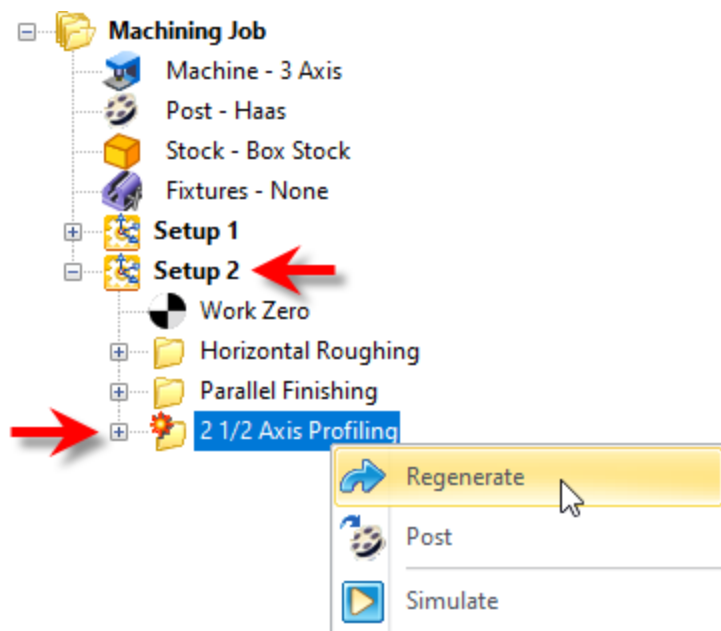 Machining Job
Machine - 3 Axis
Post - Haas
Stock - Box Stock
Fixtures - None
Setup 1
Setup 2
Work Zero
Horizontal Roughing
Parallel Finishing
2 1/2 Axis Profiling
Regenerate
Post
Simulate